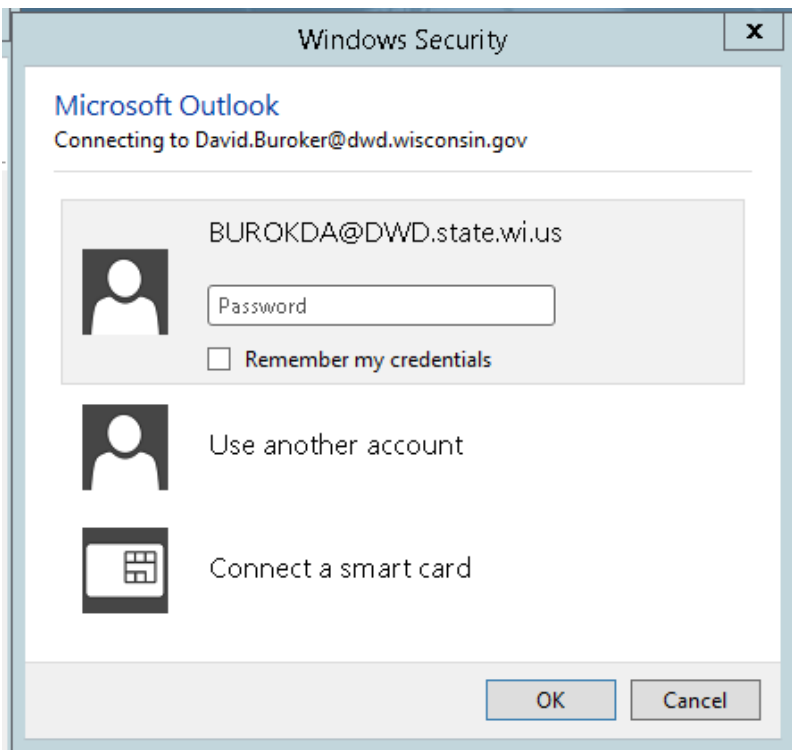 Windows Security
x
Microsoft Outlook
Connecting to David.Buroker@dwd.wisconsin.gov
BUROKDA@DWD.state.wi.us
Password
Remember my credentials
Use another account
Connect a smart card
OK Cancel